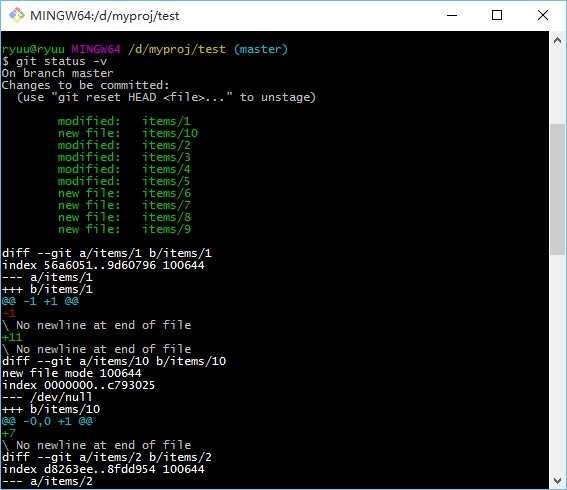 MINGW64:/d/myproj/test
ryuu@ryuu MINGW64 /d/myproj/test (master)
$ git status -v
On branch master
Changes to be committed:
  (use "git reset HEAD <file>..." to unstage)
        modified:   items/1
        new file:   items/10
        modified:   items/2
        modified:   items/3
        modified:   items/4
        modified:   items/5
        new file:   items/6
        new file:   items/7
        new file:   items/8
        new file:   items/9
diff --git a/items/1 b/items/1
index 56a6051..9d60796 100644
--- a/items/1
+++ b/items/1
@@ -1 +1 @@
-1
\ No newline at end of file
+11
\ No newline at end of file
diff --git a/items/10 b/items/10
new file mode 100644
index 0000000..c793025
--- /dev/null
+++ b/items/10
@@ -0,0 +1 @@
+7
\ No newline at end of file
diff --git a/items/2 b/items/2
index d8263ee..8fdd954 100644
--- a/items/2